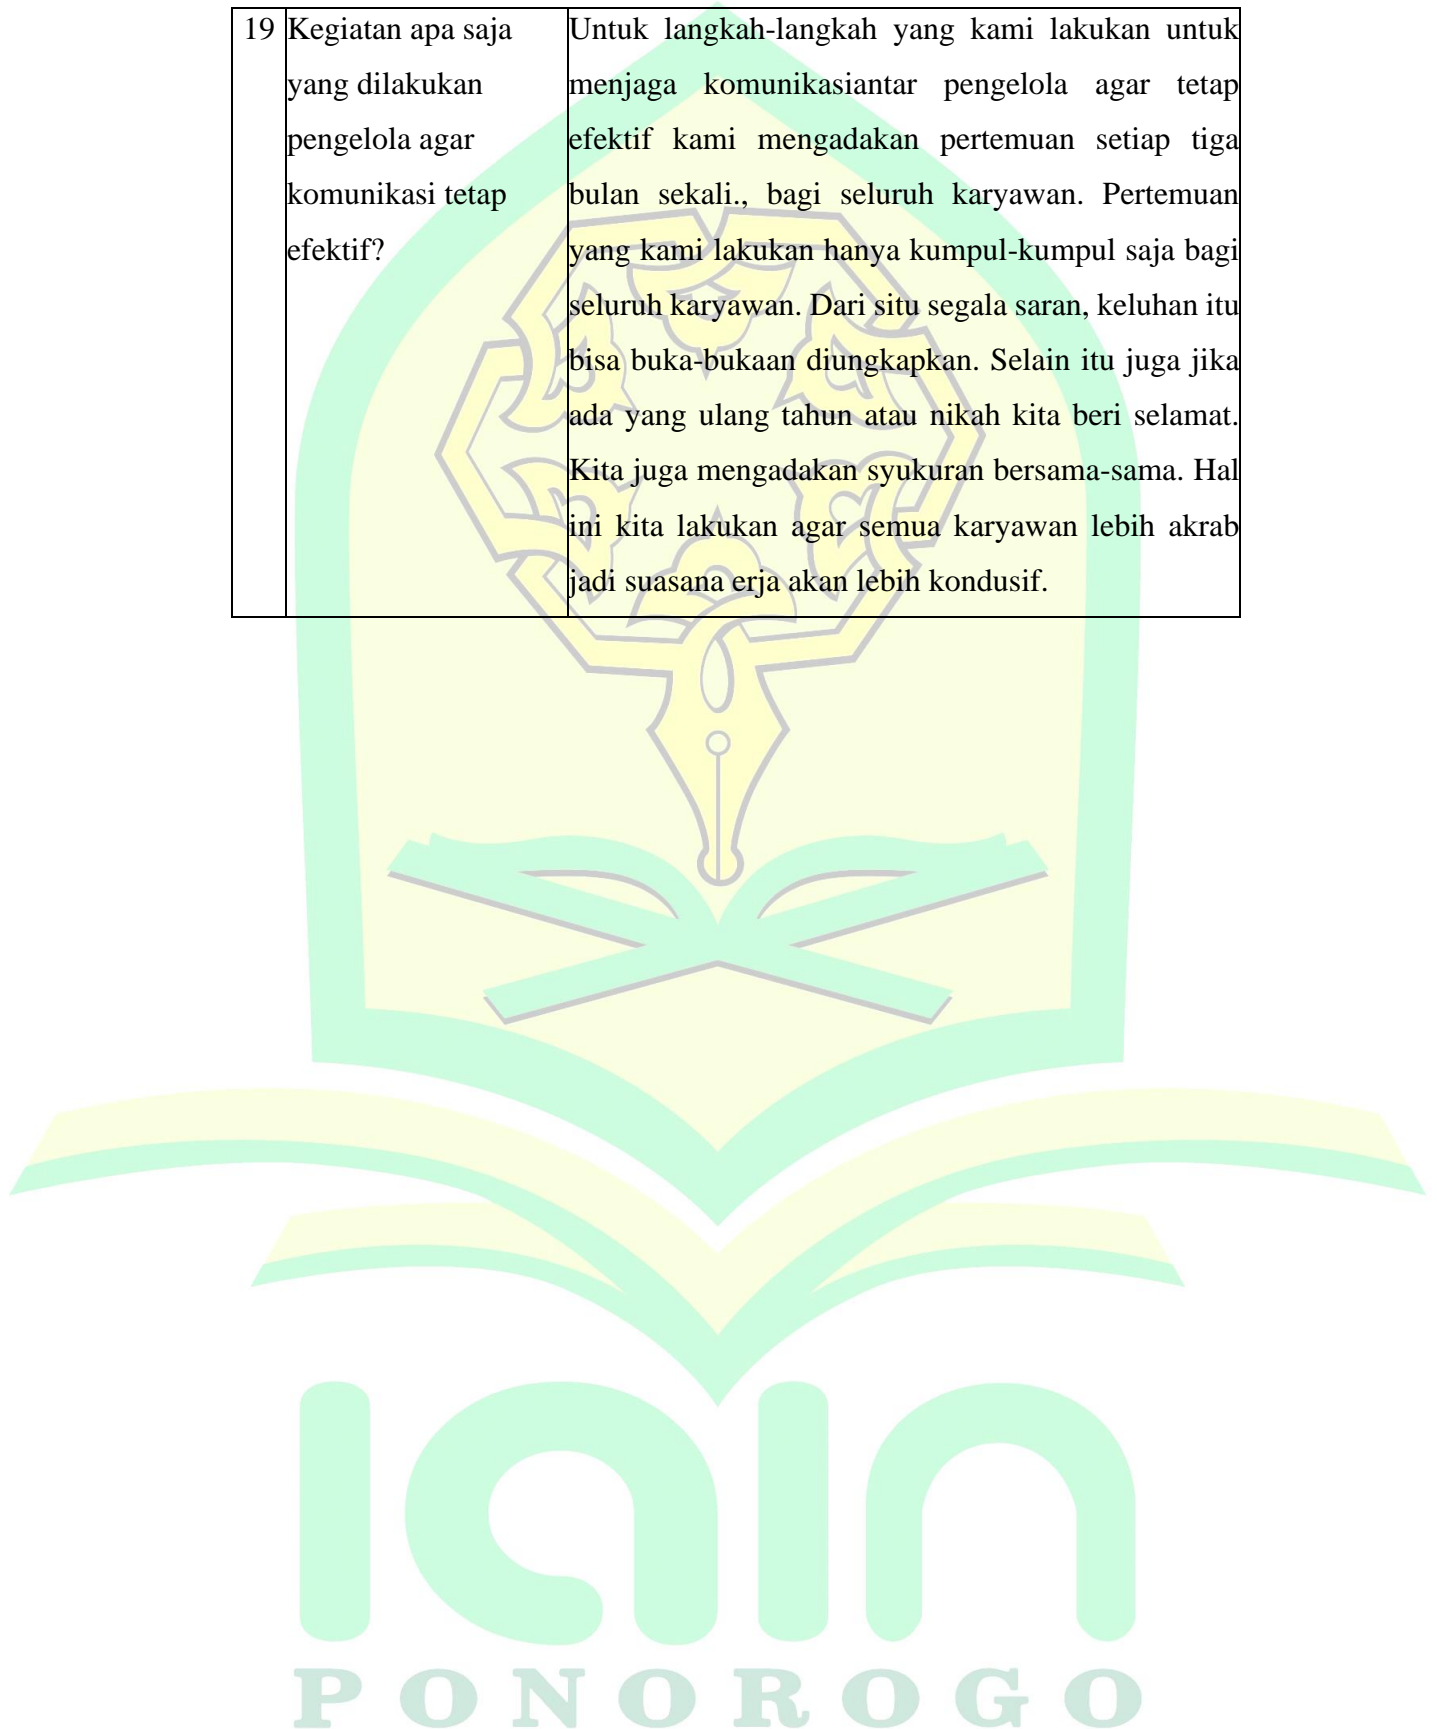 19
Kegiatan apa saja
yang dilakukan
pengelola agar
komunikasi tetap
efektif?
Untuk langkah-langkah yang kami lakukan untuk
menjaga komunikasiantar pengelola agar tetap
efektif kami mengadakan pertemuan setiap tiga
bulan sekali., bagi seluruh karyawan. Pertemuan
yang kami lakukan hanya kumpul-kumpul saja bagi
seluruh karyawan. Dari situ segala saran, keluhan itu
bisa buka-bukaan diungkapkan. Selain itu juga jika
ada yang ulang tahun atau nikah kita beri selamat.
Kita juga mengadakan syukuran bersama-sama. Hal
ini kita lakukan agar semua karyawan lebih akrab
jadi suasana erja akan lebih kondusif.
iain
PONOROGO